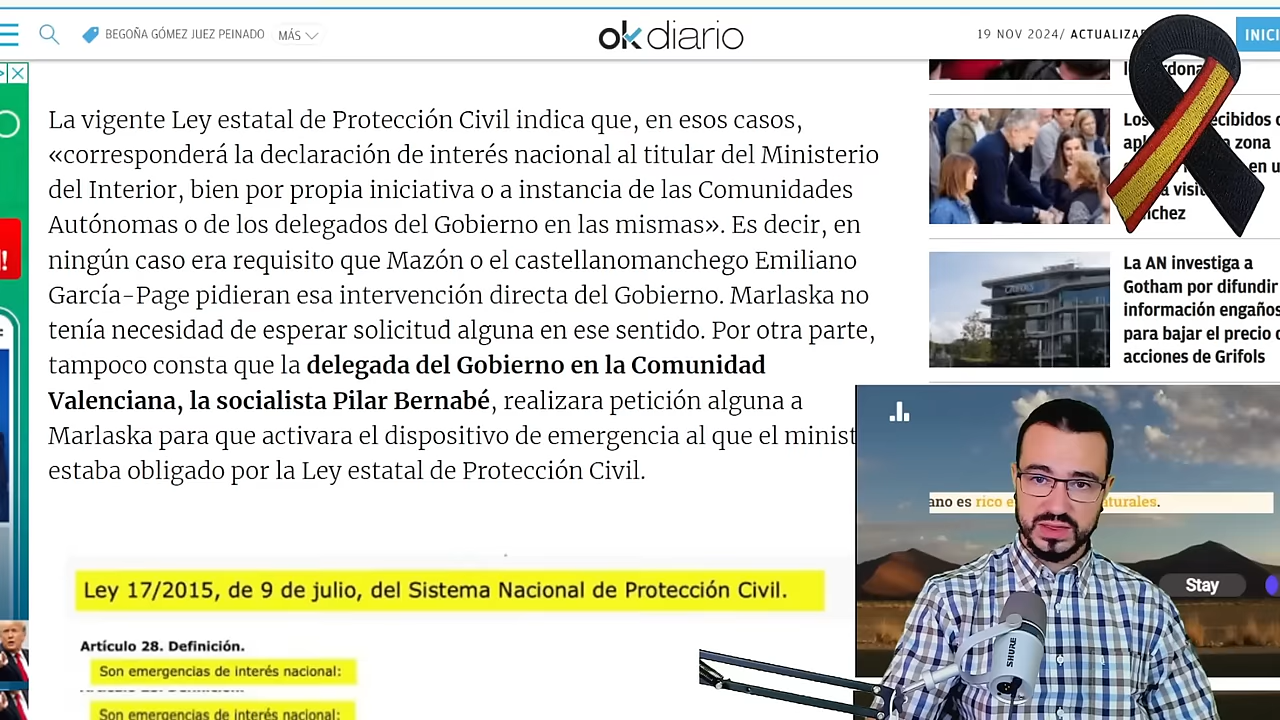 BEGOÑA GÓMEZ JUEZ PEINADO
MÁS
okdiario
19 NOV 2024/
INICI
La vigente Ley estatal de Protección Civil indica que, en esos casos,
«corresponderá la declaración de interés nacional al titular del Ministerio
del Interior, bien por propia iniciativa o a instancia de las Comunidades
Autónomas o de los delegados del Gobierno en las mismas». Es decir, en
ningún caso era requisito que Mazón o el castellanomanchego Emiliano
García-Page pidieran esa intervención directa del Gobierno. Marlaska no
tenía necesidad de esperar solicitud alguna en ese sentido. Por otra parte,
tampoco consta que la delegada del Gobierno en la Comunidad
Valenciana, la socialista Pilar Bernabé, realizara petición alguna a
Marlaska para que activara el dispositivo de emergencia al que el minist
estaba obligado por la Ley estatal de Protección Civil.
Ley 17/2015, de 9 de julio, del Sistema Nacional de Protección Civil.
Artículo 28. Definición.
Son emergencias de interés nacional:
Son emergencias de interés nacional:
Los
zona
en u
visit
La AN investiga a
Gotham por difundir
información engaños
para bajar el precio
acciones de Grifols
ano es rico
Stay
SHURE